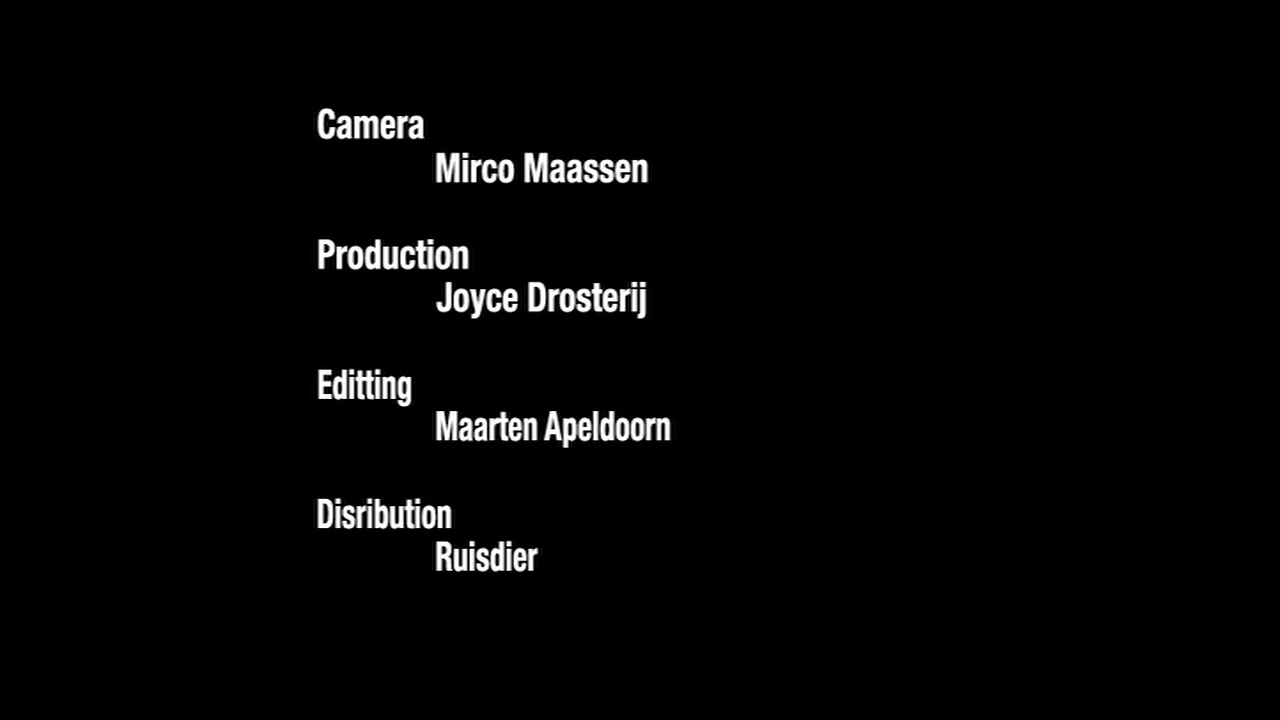 Camera
Mirco Maassen
Production
Joyce Drosterij
Editting
Maarten Apeldoorn
Disribution
Ruisdier